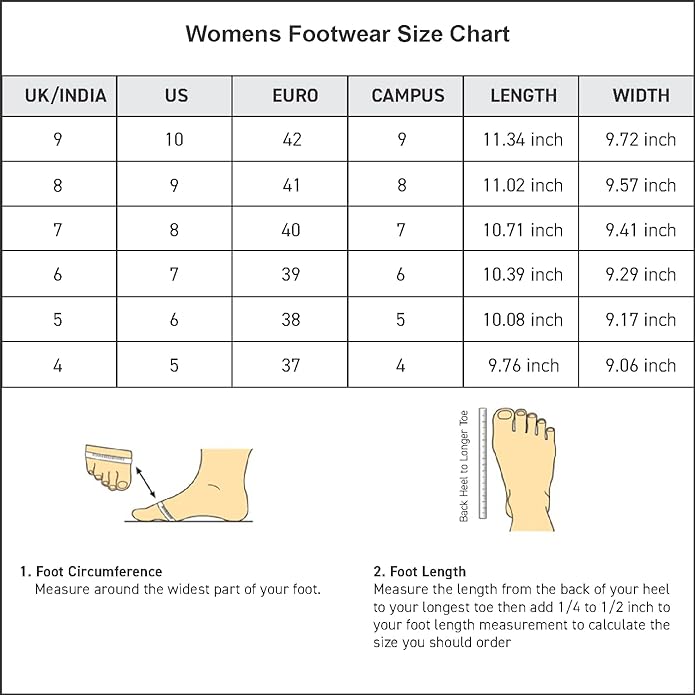 Womens Footwear Size Chart
UK/INDIA US EURO CAMPUS LENGTH WIDTH
9 10 42 9 11.34 inch 9.72 inch
8 9 41 8 11.02 inch 9.57 inch
7 8 40 7 10.71 inch 9.41 inch
6 7 39 6 10.39 inch 9.29 inch
5 6 38 5 10.08 inch 9.17 inch
4 5 37 4 9.76 inch 9.06 inch
Back Heel to Longer Toe
1. Foot Circumference
Measure around the widest part of your foot.
2. Foot Length
Measure the length from the back of your heel
to your longest toe then add 1/4 to 1/2 inch to
your foot length measurement to calculate the
size you should order